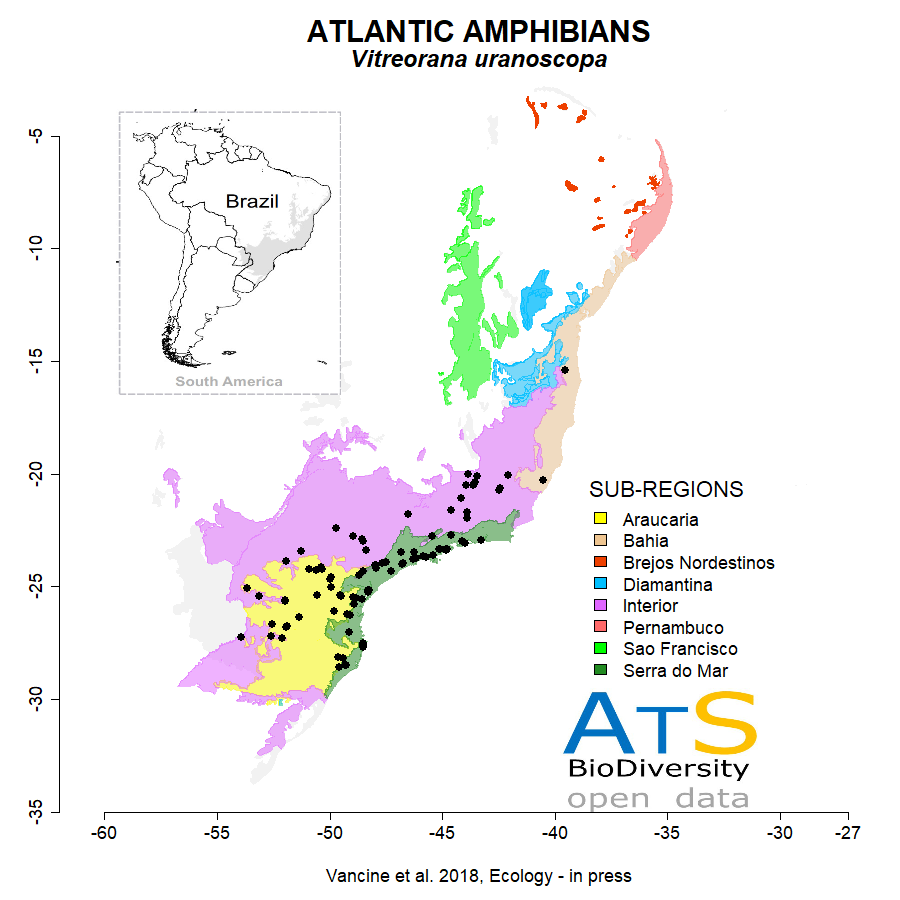 ATLANTIC AMPHIBIANS
Vitreorana uranoscopa
Brazil
South America
-5
-10
-15
-20
-25
-30
-35
SUB-REGIONS
Araucaria
Bahia
Brejos Nordestinos
Diamantina
Interior
Pernambuco
Sao Francisco
Serra do Mar
ATS
BioDiversity
open data
-60
-55
-50
-45
-40
-35
-30
-27
Vancine et al. 2018, Ecology - in press